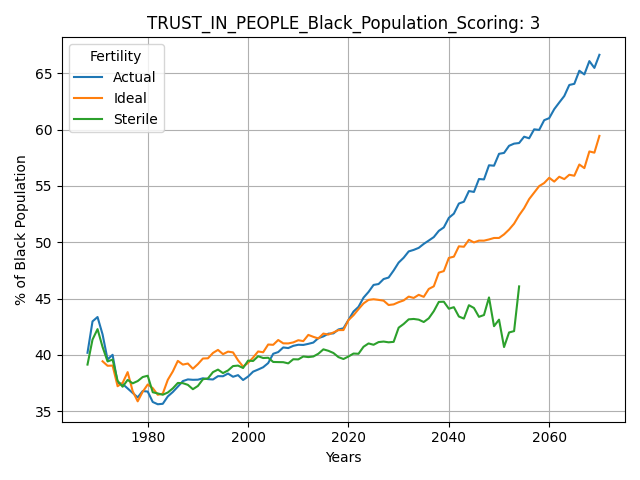 TRUST_IN_PEOPLE_Black_Population_Scoring: 3
Fertility
Actual
Ideal
Sterile
% of Black Population
65
60
55
50
45
40
35
1980
2000
2020
2040
2060
Years